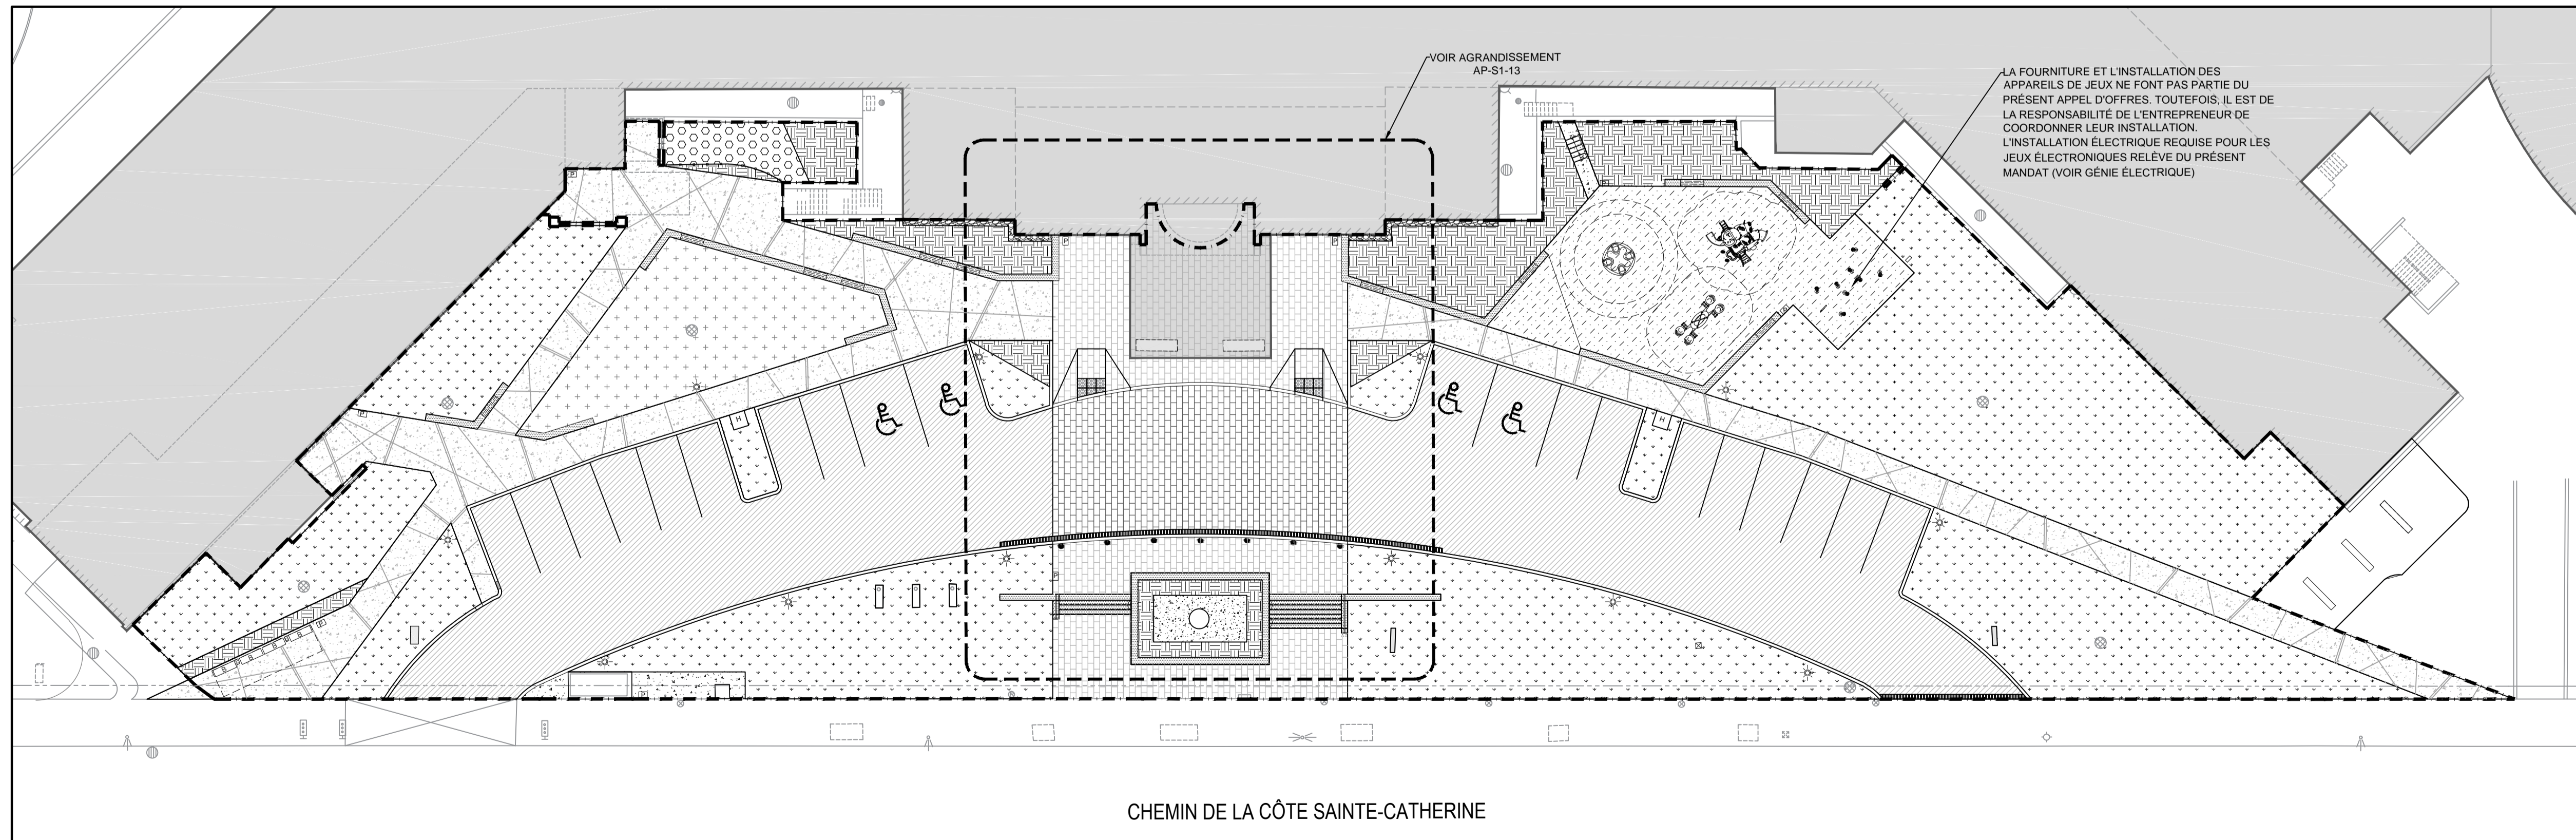 VOIR AGRANDISSEMENT
AP-S1-13
LA FOURNITURE ET L'INSTALLATION DES
APPAREILS DE JEUX NE FONT PAS PARTIE DU
PRÉSENT APPEL D'OFFRES. TOUTEFOIS, IL EST DE
LA RESPONSABILITÉ DE L'ENTREPRENEUR DE
COORDONNER LEUR INSTALLATION.
L'INSTALLATION ÉLECTRIQUE REQUISE POUR LES
JEUX ÉLECTRONIQUES RELÈVE DU PRÉSENT
MANDAT (VOIR GÉNIE ÉLECTRIQUE)
P
P
P
P
P
H
H
P
P
P
CHEMIN DE LA CÔTE SAINTE-CATHERINE